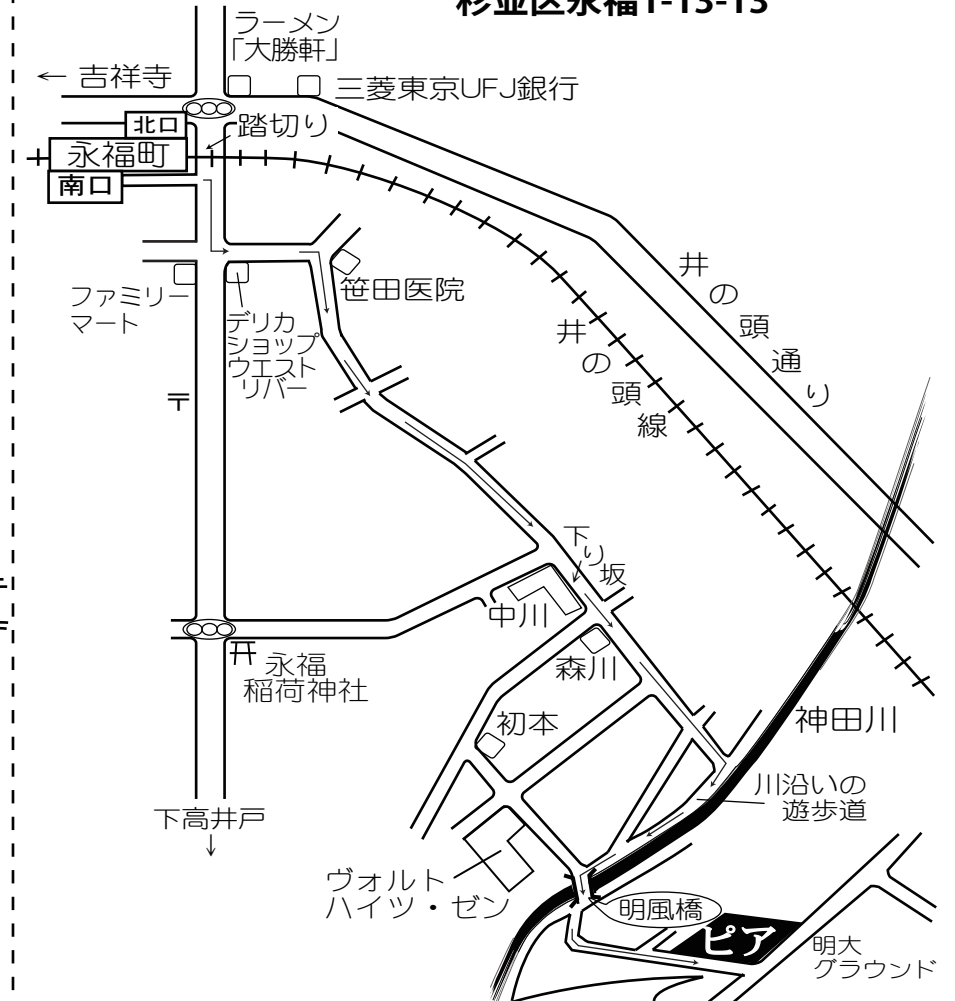 杉並区永福1-13-13
ラーメン
「大勝軒」
← 吉祥寺
三菱東京UFJ銀行
北口
踏切り
永福町
南口
井の頭通り
笹田医院
ファミリー
マート
デリカ
ショップ
ウエスト
リバー
井の頭線
〒
下り坂
中川
永福
稲荷神社
森川
初本
神田川
川沿いの
遊歩道
下高井戸
↓
ヴォルト
ハイツ・ゼン
明風橋
ピア
明大
グラウンド